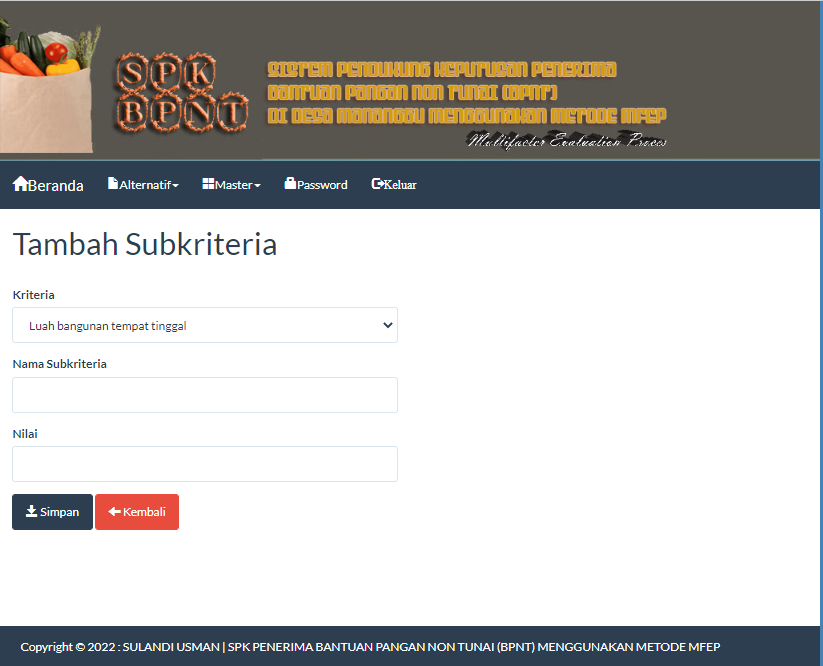 SPK
BPNT
SISTEM PENDUKUNG KEPUTUSAN PENERIMA
BANTUAN PANGAN NON TUNAI (BPNT)
DI DESA MANANGGU MENGGUNAKAN METODE MFEP
Multifactor Evaluation Proces
Beranda Alternatif Master Password Keluar
Tambah Subkriteria
Kriteria
Luah bangunan tempat tinggal
Nama Subkriteria
Nilai
Simpan Kembali
Copyright © 2022 : SULANDI USMAN | SPK PENERIMA BANTUAN PANGAN NON TUNAI (BPNT) MENGGUNAKAN METODE MFEP